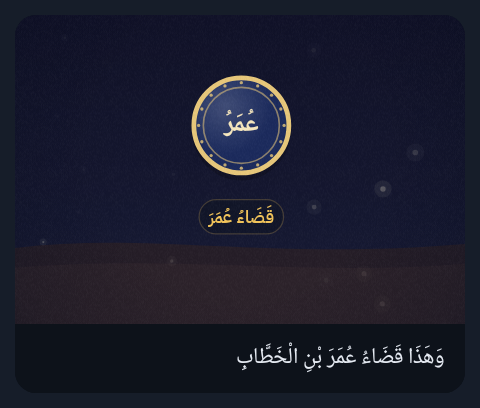 عُمَرُ
قَضَاءُ عُمَرَ
وَهَذَا قَضَاءُ عُمَرَ بْنِ الْخَطَّابِ